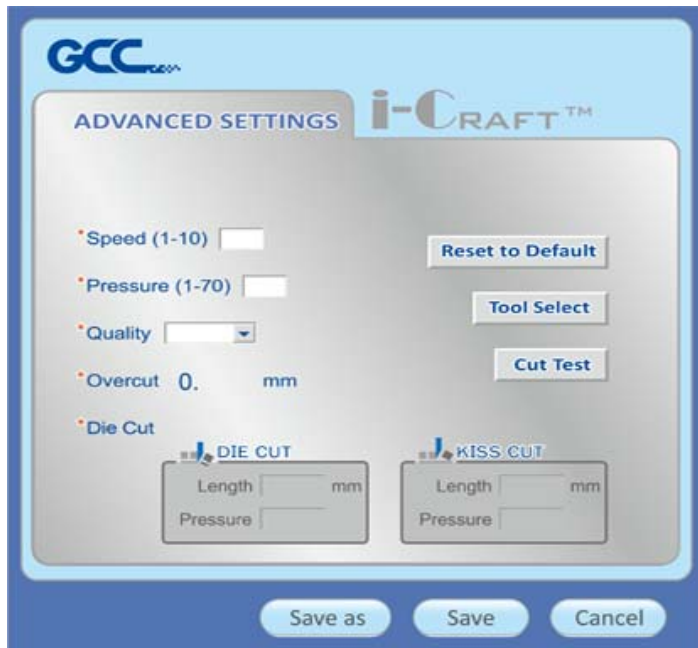 GCC
ADVANCED SETTINGS
i-CRAFT™
Speed (1-10)
Reset to Default
Pressure (1-70)
Tool Select
Quality
Cut Test
Overcut 0. mm
Die Cut
DIE CUT
Length mm
Pressure
KISS CUT
Length mm
Pressure
Save as
Save
Cancel